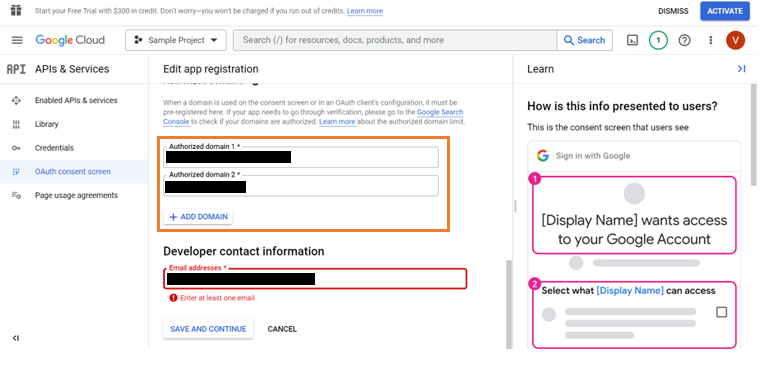 Start your Free Trial with $300 in credit. Don't worry—you won't be charged if you run out of credits. Learn more
DISMISS
ACTIVATE
Google Cloud
Sample Project
Search (/) for resources, docs, products, and more
Search
1
V
API APIs & Services
Enabled APIs & services
Library
Credentials
OAuth consent screen
Page usage agreements
Edit app registration
When a domain is used on the consent screen or in an OAuth client's configuration, it must be
pre-registered here. If your app needs to go through verification, please go to the Google Search
Console to check if your domains are authorized. Learn more about the authorized domain limit.
Authorized domain 1 *
Authorized domain 2 *
+ ADD DOMAIN
Developer contact information
Email addresses *
Enter at least one email
SAVE AND CONTINUE
CANCEL
Learn
How is this info presented to users?
This is the consent screen that users see
G Sign in with Google
1
[Display Name] wants access
to your Google Account
2
Select what [Display Name] can access